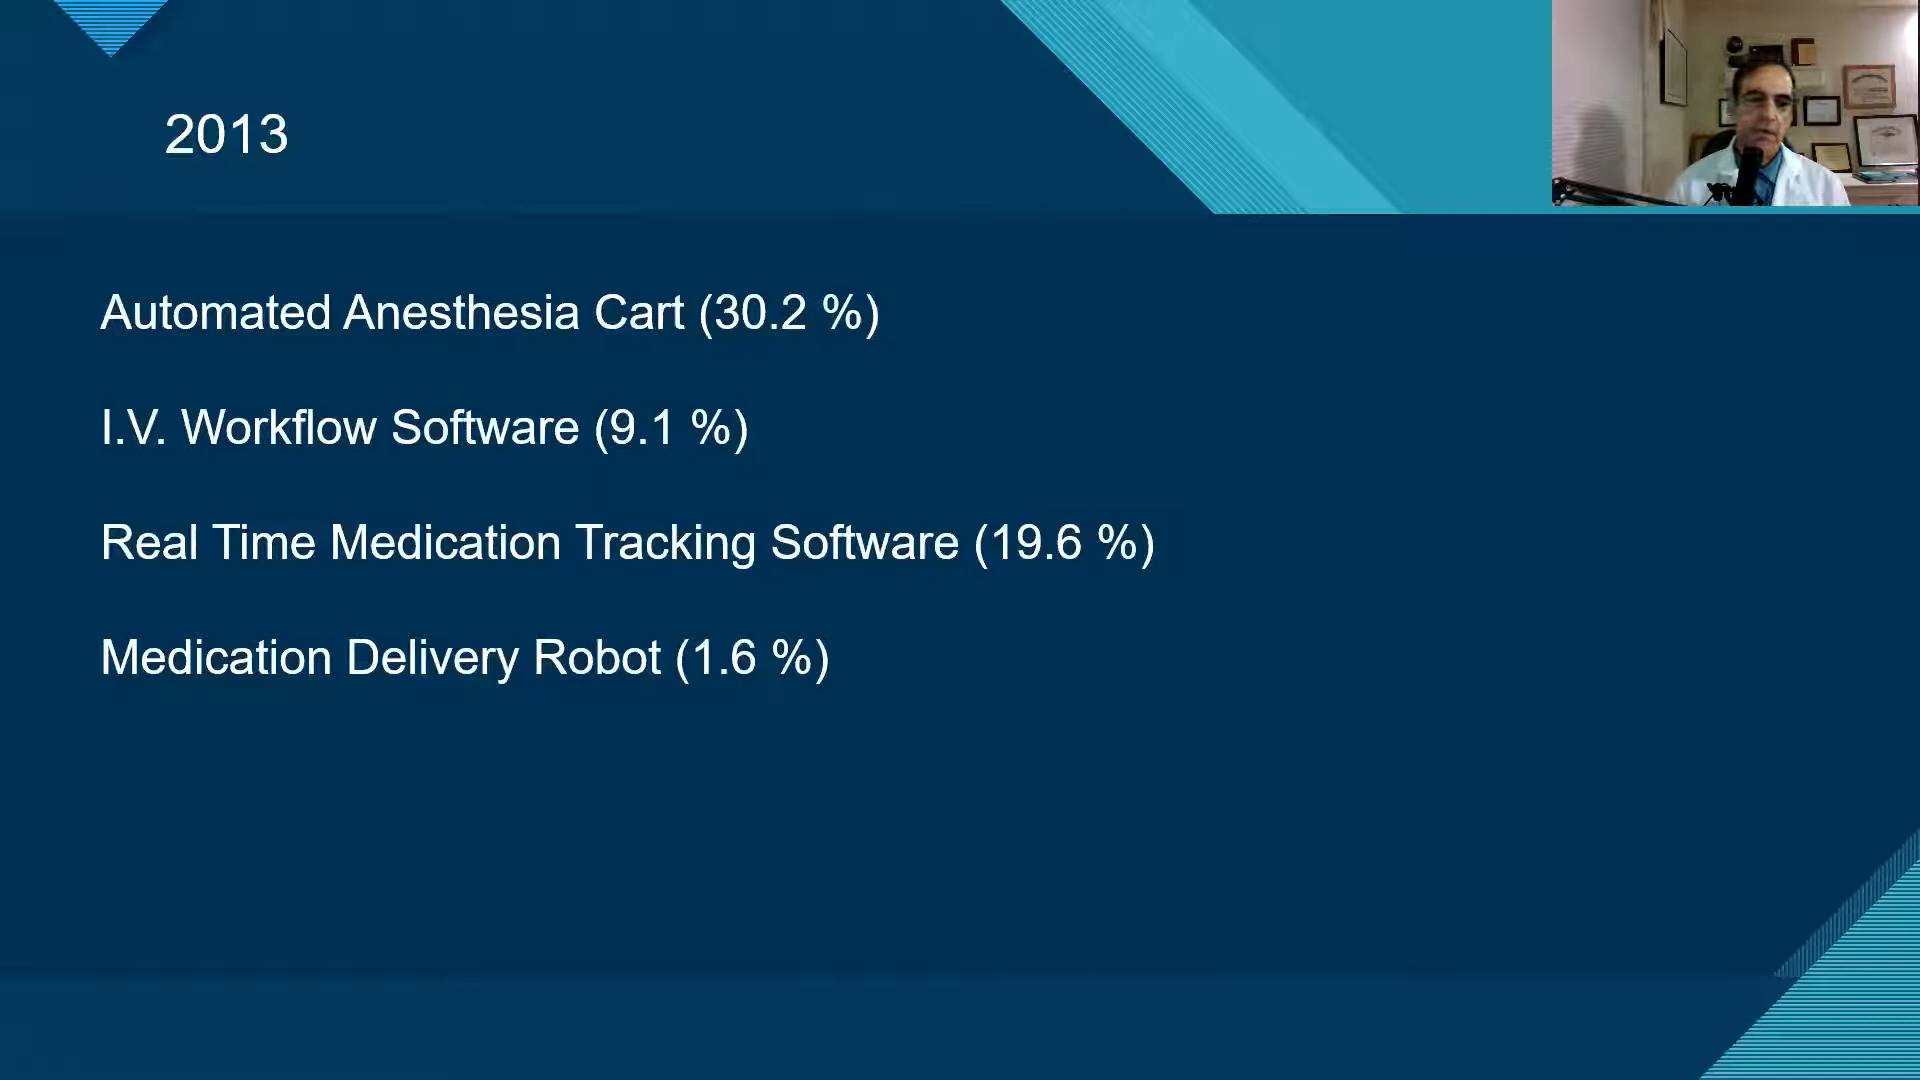 2013
Automated Anesthesia Cart (30.2 %)
I.V. Workflow Software (9.1 %)
Real Time Medication Tracking Software (19.6 %)
Medication Delivery Robot (1.6 %)